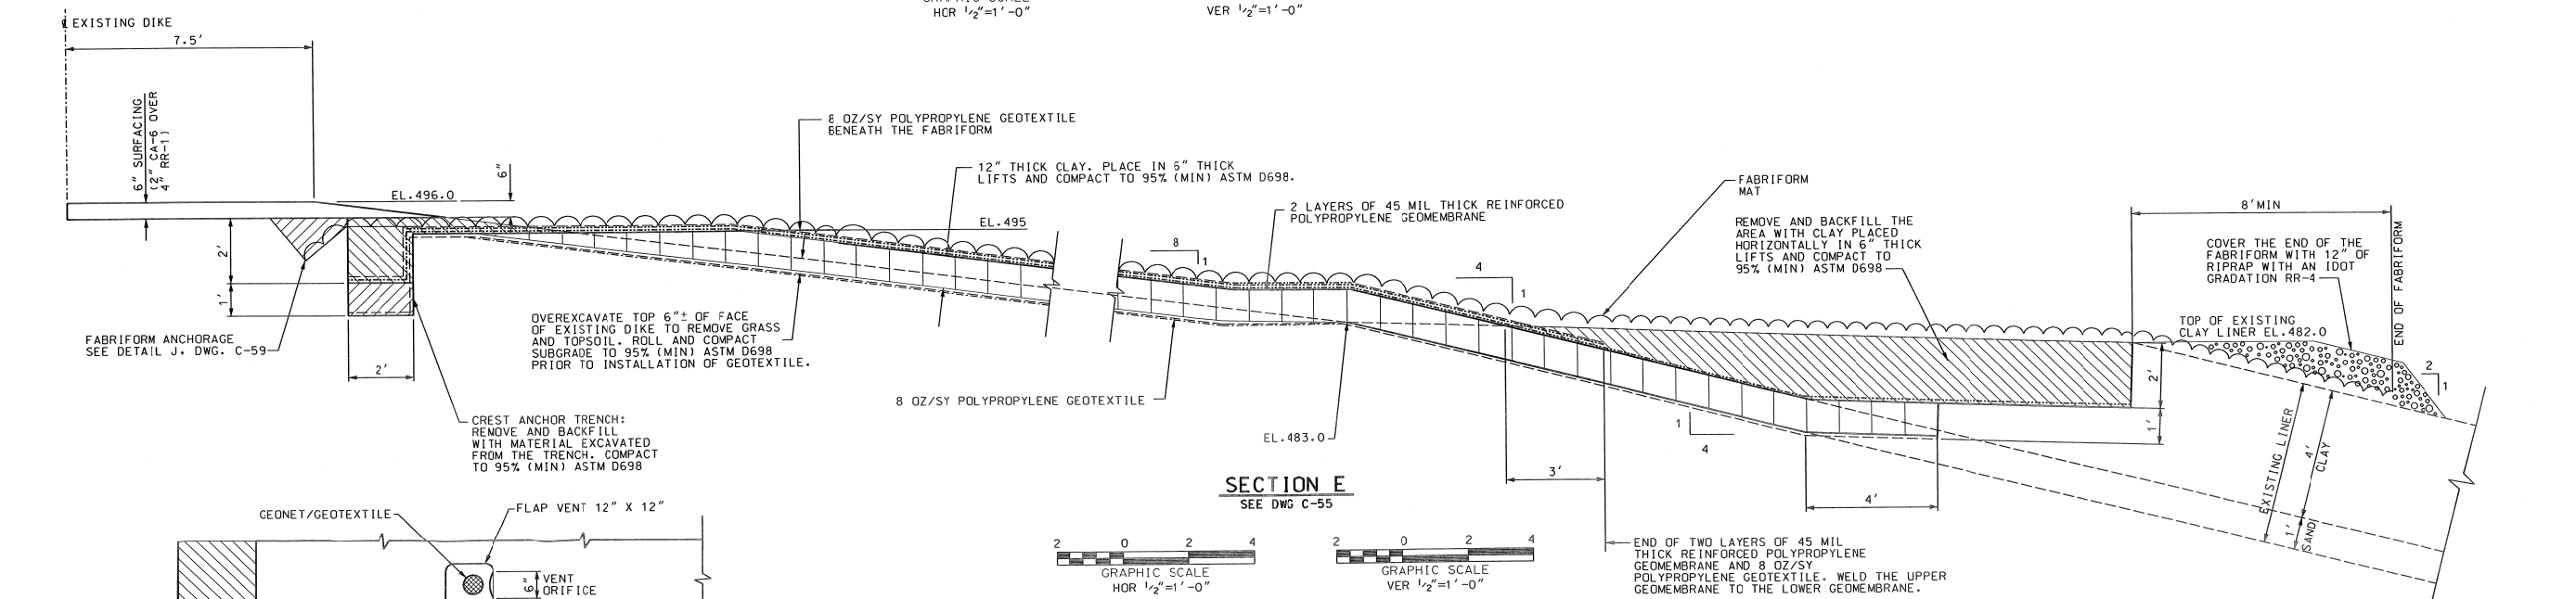 HOR 1/2"=1'-0"
VER 1/2"=1'-0"
℄ EXISTING DIKE
7.5'
6" SURFACING
(2" CA-6 OVER
4" RR-1)
EL.496.0
6"
8 OZ/SY POLYPROPYLENE GEOTEXTILE
BENEATH THE FABRIFORM
12" THICK CLAY. PLACE IN 6" THICK
LIFTS AND COMPACT TO 95% (MIN) ASTM D698.
EL.495
2 LAYERS OF 45 MIL THICK REINFORCED
POLYPROPYLENE GEOMEMBRANE
8
1
4
1
FABRIFORM
MAT
REMOVE AND BACKFILL THE
AREA WITH CLAY PLACED
HORIZONTALLY IN 6" THICK
LIFTS AND COMPACT TO
95% (MIN) ASTM D698
8'MIN
COVER THE END OF THE
FABRIFORM WITH 12" OF
RIPRAP WITH AN IDOT
GRADATION RR-4
END OF FABRIFORM
TOP OF EXISTING
CLAY LINER EL.482.0
2
1
2'
1'
2'
FABRIFORM ANCHORAGE
SEE DETAIL J. DWG. C-59
OVEREXCAVATE TOP 6"± OF FACE
OF EXISTING DIKE TO REMOVE GRASS
AND TOPSOIL. ROLL AND COMPACT
SUBGRADE TO 95% (MIN) ASTM D698
PRIOR TO INSTALLATION OF GEOTEXTILE.
CREST ANCHOR TRENCH:
REMOVE AND BACKFILL
WITH MATERIAL EXCAVATED
FROM THE TRENCH. COMPACT
TO 95% (MIN) ASTM D698
8 OZ/SY POLYPROPYLENE GEOTEXTILE
EL.483.0
1
4
3'
4'
2'
1'
EXISTING LINER
4'
CLAY
1'
SAND
SECTION E
SEE DWG C-55
2 0 2 4
GRAPHIC SCALE
HOR 1/2"=1'-0"
2 0 2 4
GRAPHIC SCALE
VER 1/2"=1'-0"
END OF TWO LAYERS OF 45 MIL
THICK REINFORCED POLYPROPYLENE
GEOMEMBRANE AND 8 OZ/SY
POLYPROPYLENE GEOTEXTILE. WELD THE UPPER
GEOMEMBRANE TO THE LOWER GEOMEMBRANE.
GEONET/GEOTEXTILE
FLAP VENT 12" X 12"
6"
VENT
ORIFICE